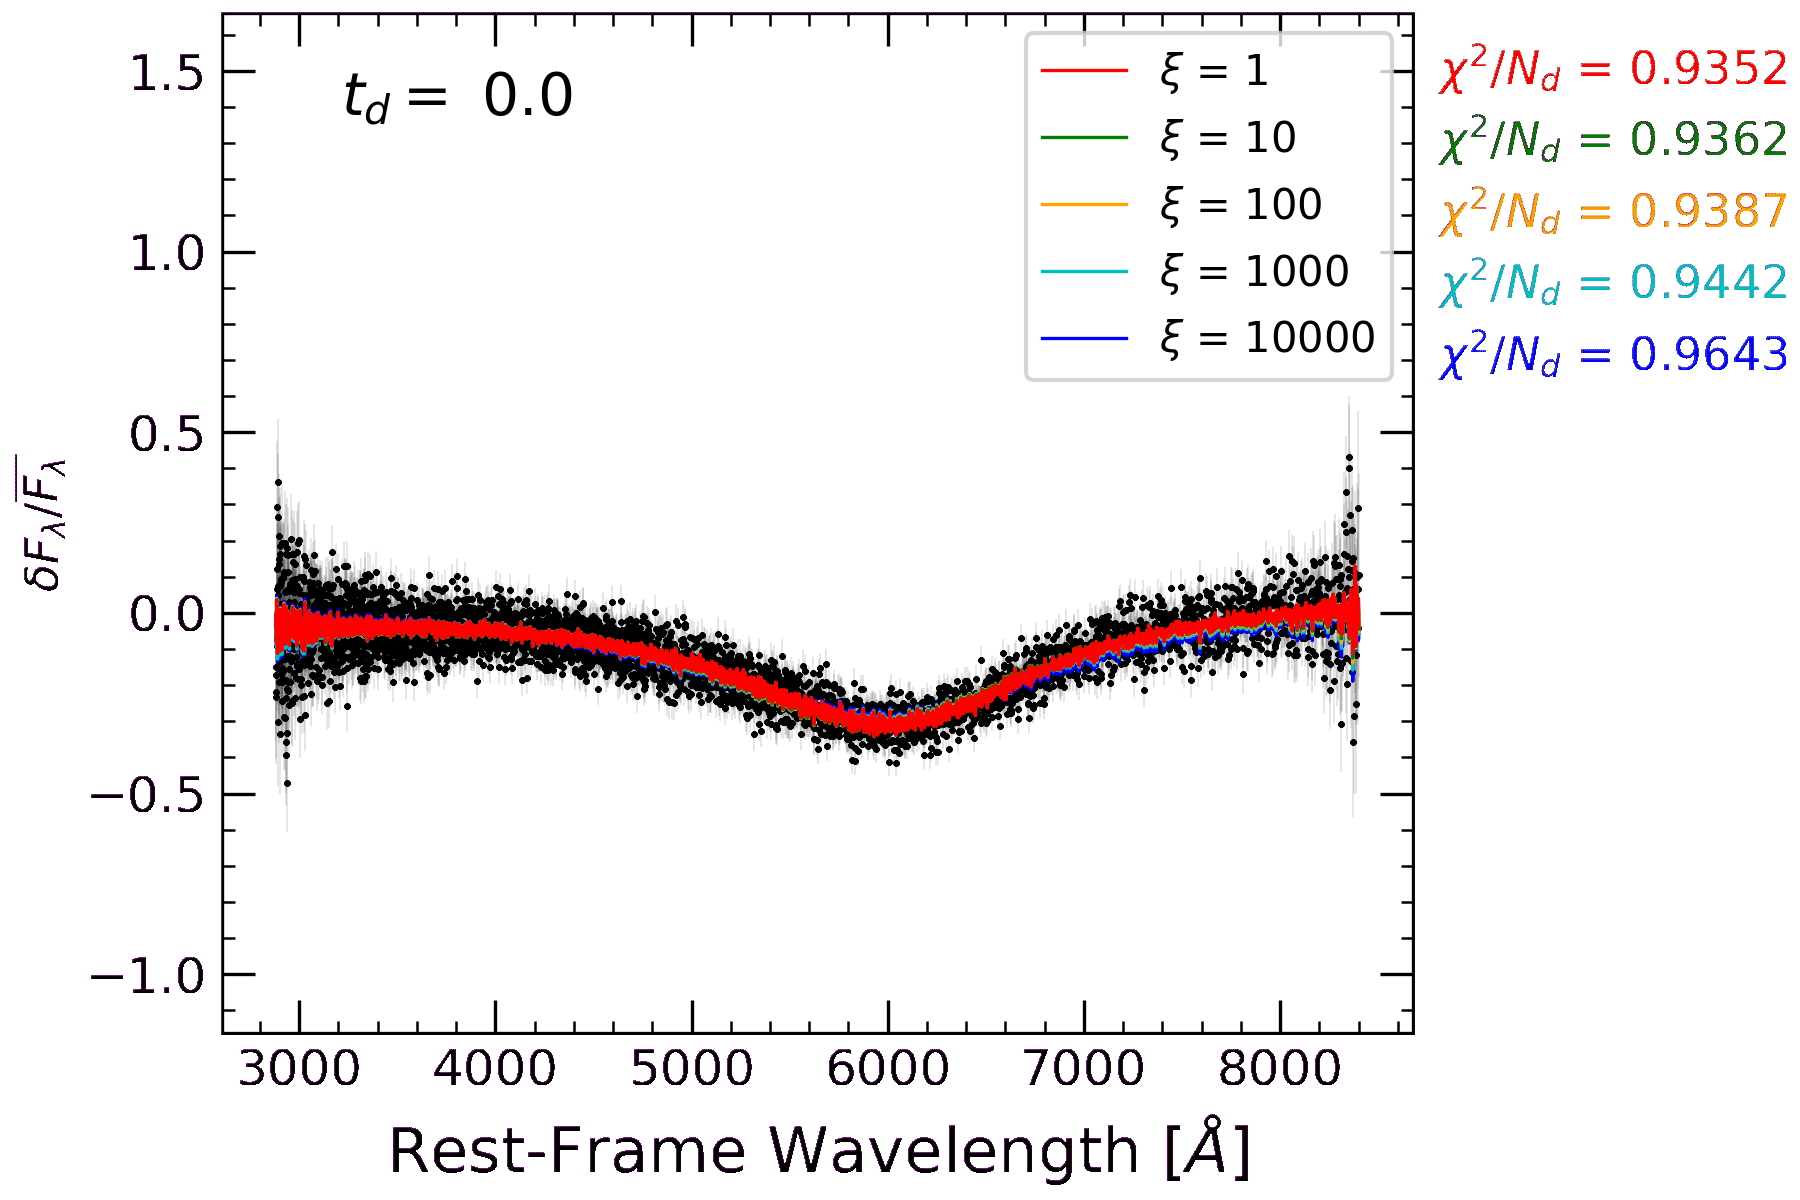 t_d = 0.0
ξ = 1
ξ = 10
ξ = 100
ξ = 1000
ξ = 10000
χ²/N_d = 0.9352
χ²/N_d = 0.9362
χ²/N_d = 0.9387
χ²/N_d = 0.9442
χ²/N_d = 0.9643
1.5
1.0
0.5
0.0
−0.5
−1.0
δF_λ/F̅_λ
3000 4000 5000 6000 7000 8000
Rest-Frame Wavelength [Å]